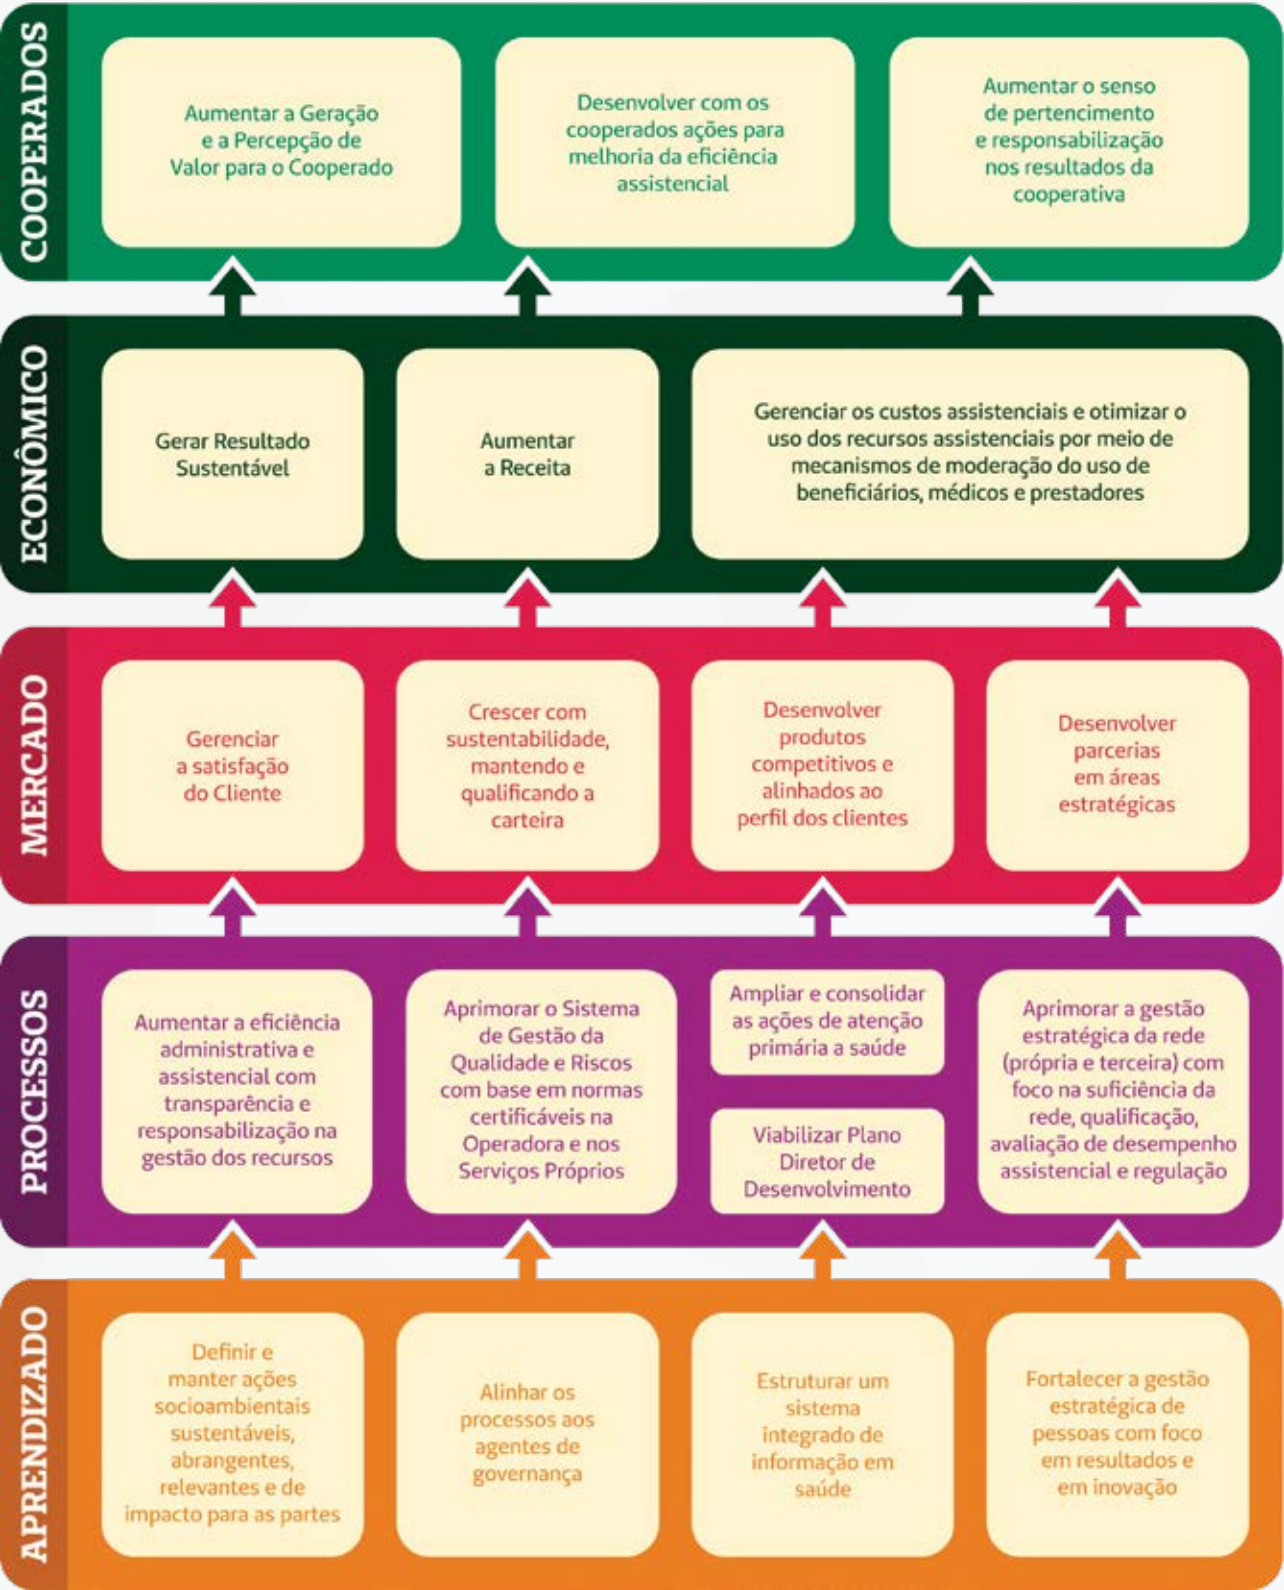 COOPERADOS
Aumentar a Geração
e a Percepção de
Valor para o Cooperado
Desenvolver com os
cooperados ações para
melhoria da eficiência
assistencial
Aumentar o senso
de pertencimento
e responsabilização
nos resultados da
cooperativa
ECONÔMICO
Gerar Resultado
Sustentável
Aumentar
a Receita
Gerenciar os custos assistenciais e otimizar o
uso dos recursos assistenciais por meio de
mecanismos de moderação do uso de
beneficiários, médicos e prestadores
MERCADO
Gerenciar
a satisfação
do Cliente
Crescer com
sustentabilidade,
mantendo e
qualificando a
carteira
Desenvolver
produtos
competitivos e
alinhados ao
perfil dos clientes
Desenvolver
parcerias
em áreas
estratégicas
PROCESSOS
Aumentar a eficiência
administrativa e
assistencial com
transparência e
responsabilização na
gestão dos recursos
Aprimorar o Sistema
de Gestão da
Qualidade e Riscos
com base em normas
certificáveis na
Operadora e nos
Serviços Próprios
Ampliar e consolidar
as ações de atenção
primária a saúde
Viabilizar Plano
Diretor de
Desenvolvimento
Aprimorar a gestão
estratégica da rede
(própria e terceira) com
foco na suficiência da
rede, qualificação,
avaliação de desempenho
assistencial e regulação
APRENDIZADO
Definir e
manter ações
socioambientais
sustentáveis,
abrangentes,
relevantes e de
impacto para as partes
Alinhar os
processos aos
agentes de
governança
Estruturar um
sistema
integrado de
informação em
saúde
Fortalecer a gestão
estratégica de
pessoas com foco
em resultados e
em inovação